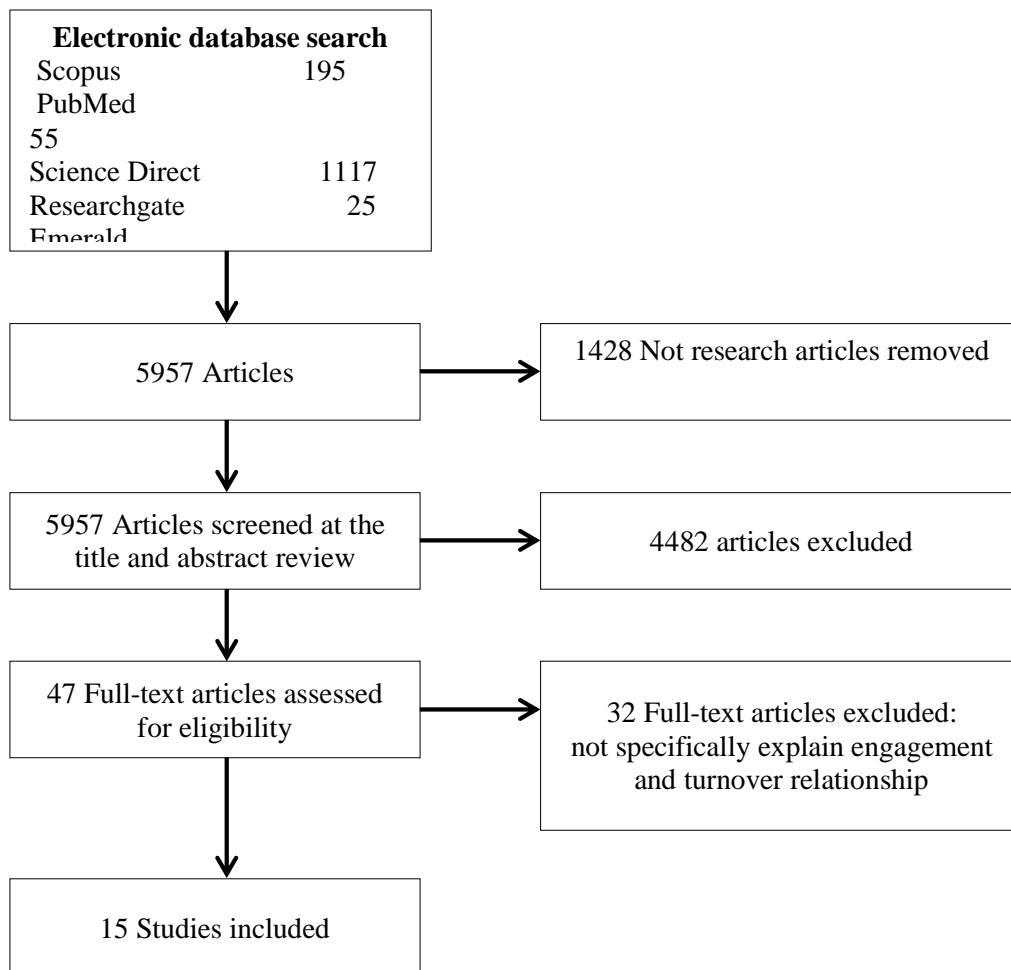 Electronic database search
Scopus 195
PubMed
55
Science Direct 1117
Researchgate 25
Emerald
5957 Articles
1428 Not research articles removed
5957 Articles screened at the
title and abstract review
4482 articles excluded
47 Full-text articles assessed
for eligibility
32 Full-text articles excluded:
not specifically explain engagement
and turnover relationship
15 Studies included